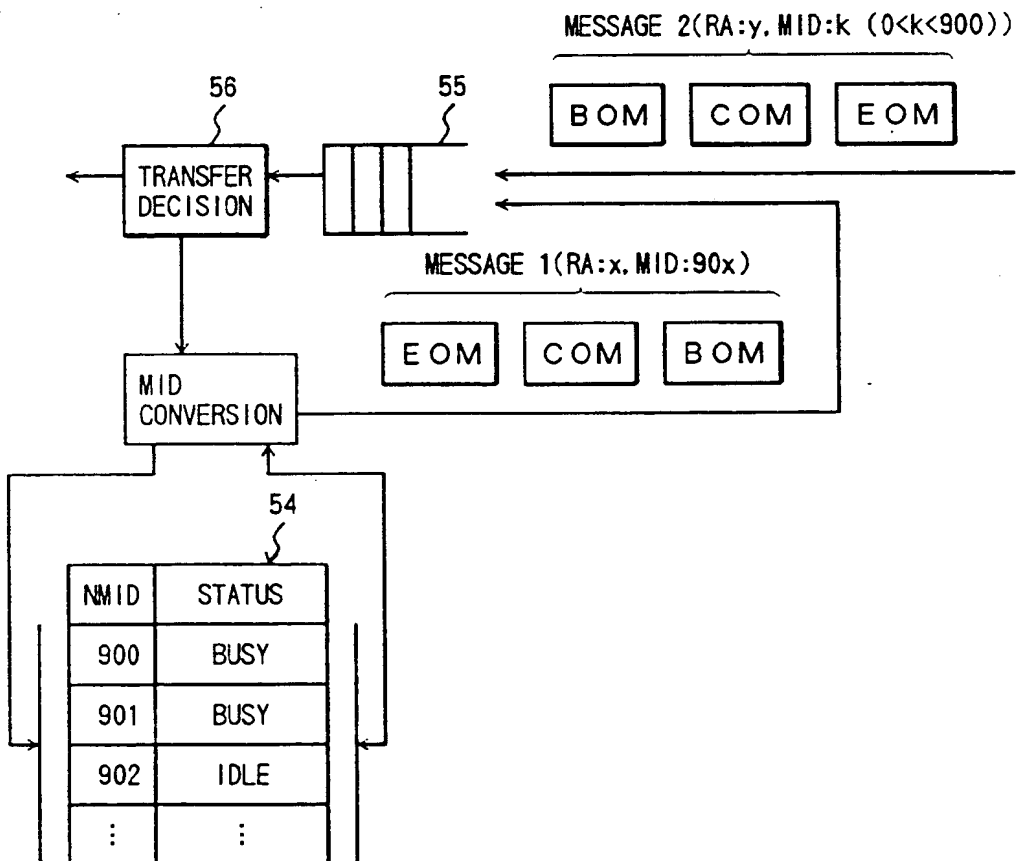 MESSAGE 2(RA:y, MID:k (0<k<900))
BOM COM EOM
56
55
TRANSFER
DECISION
MESSAGE 1(RA:x, MID:90x)
EOM COM BOM
MID
CONVERSION
54
NMID STATUS
900 BUSY
901 BUSY
902 IDLE
⋮ ⋮